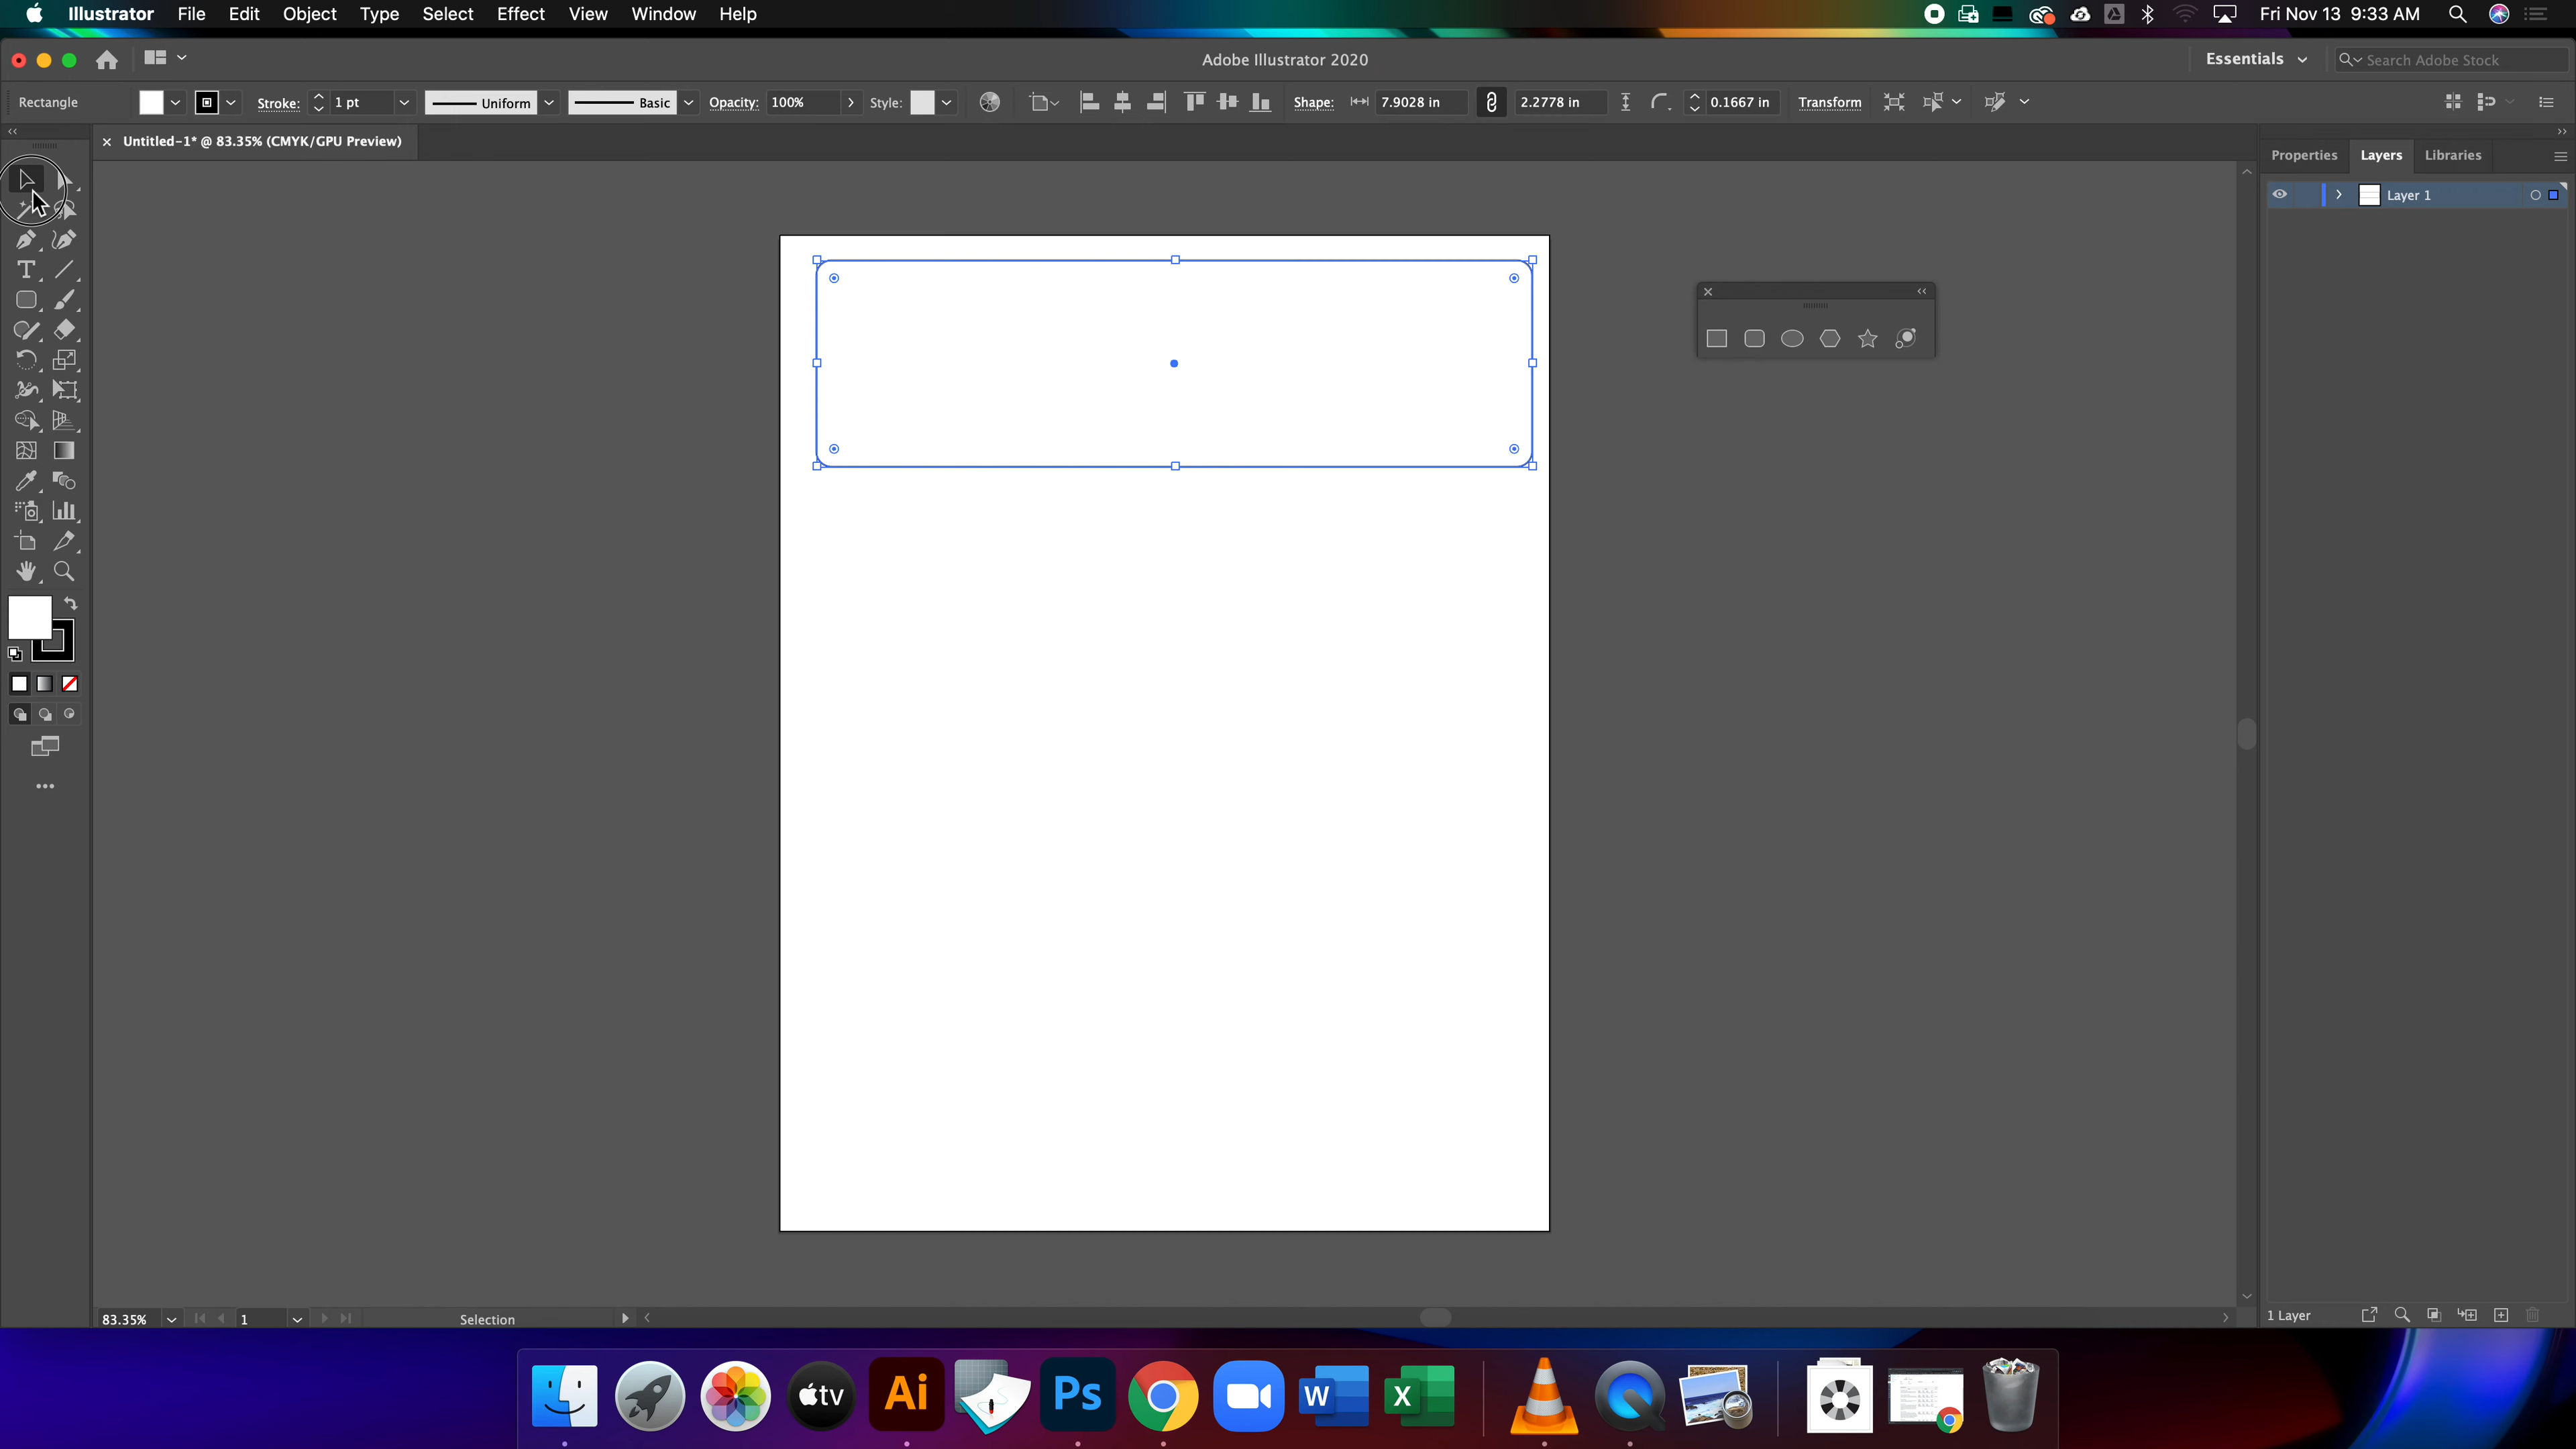 Illustrator File Edit Object Type Select Effect View Window Help Fri Nov 13 9:33 AM
Adobe Illustrator 2020 Essentials Search Adobe Stock
Rectangle Stroke: 1 pt Uniform Basic Opacity: 100% Style: Shape: 7.9028 in 2.2778 in 0.1667 in Transform
Untitled-1* @ 83.35% (CMYK/GPU Preview)
Properties Layers Libraries
Layer 1
83.35% 1 Selection 1 Layer
tv Ai Ps W X